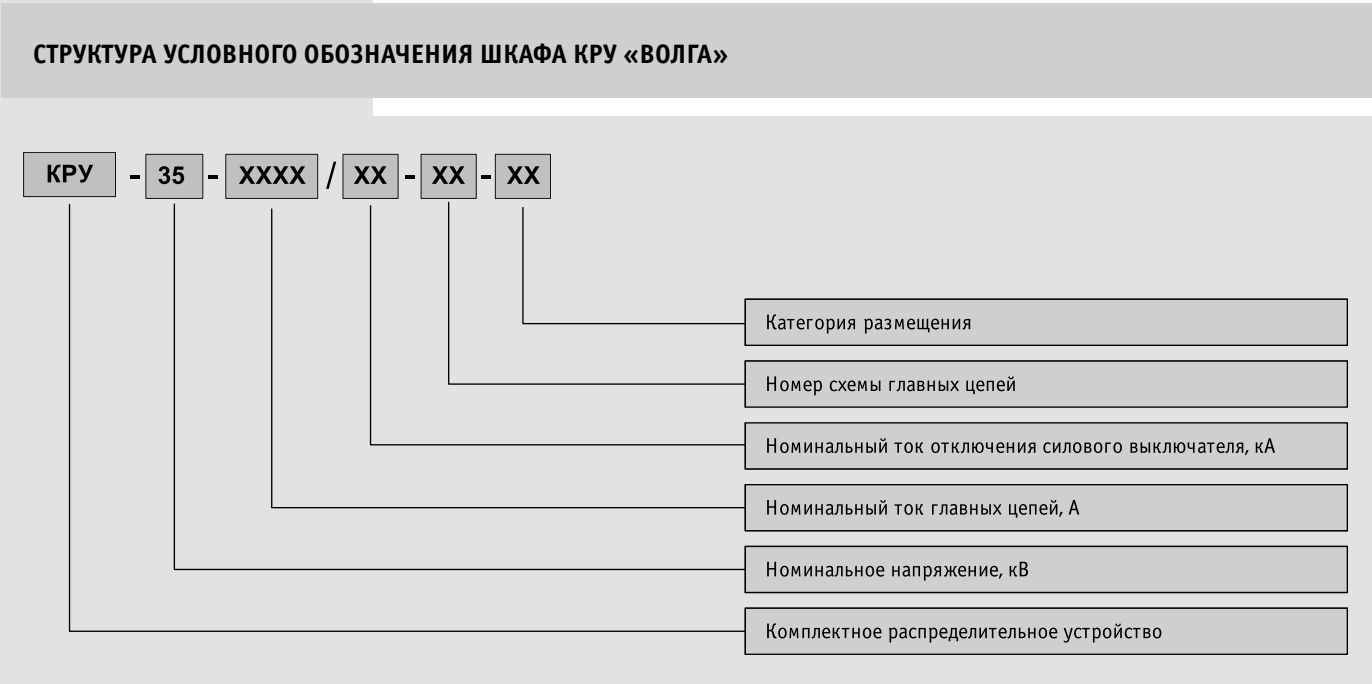 СТРУКТУРА УСЛОВНОГО ОБОЗНАЧЕНИЯ ШКАФА КРУ «ВОЛГА»
КРУ - 35 - XXXX / XX - XX - XX
Категория размещения
Номер схемы главных цепей
Номинальный ток отключения силового выключателя, кА
Номинальный ток главных цепей, А
Номинальное напряжение, кВ
Комплектное распределительное устройство